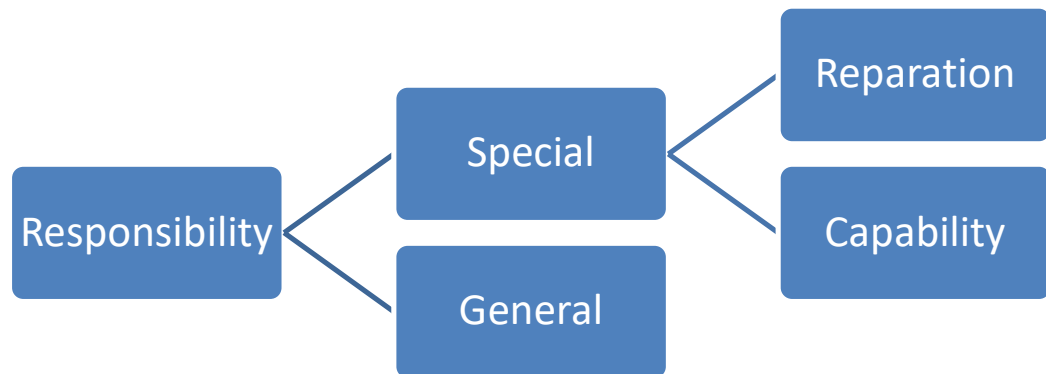 Responsibility
Special
General
Reparation
Capability